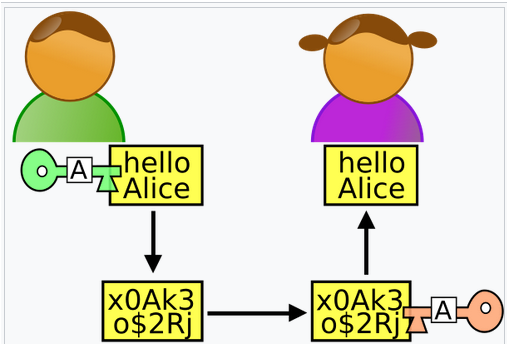 A
hello
Alice
hello
Alice
x0Ak3
o$2Rj
x0Ak3
o$2Rj
A